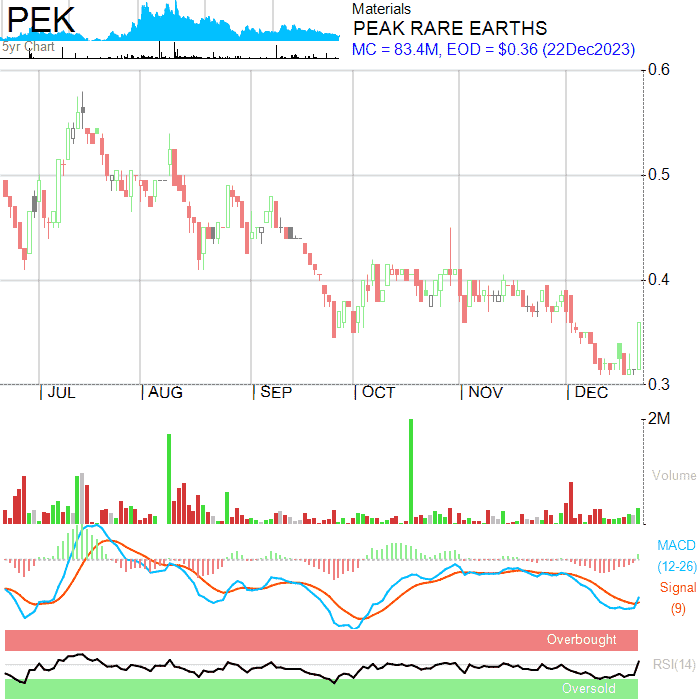 PEK
5yr Chart
Materials
PEAK RARE EARTHS
MC = 83.4M, EOD = $0.36 (22Dec2023)
0.6
0.5
0.4
0.3
JUL AUG SEP OCT NOV DEC
2M
Volume
MACD
(12-26)
Signal
(9)
Overbought
RSI(14)
Oversold